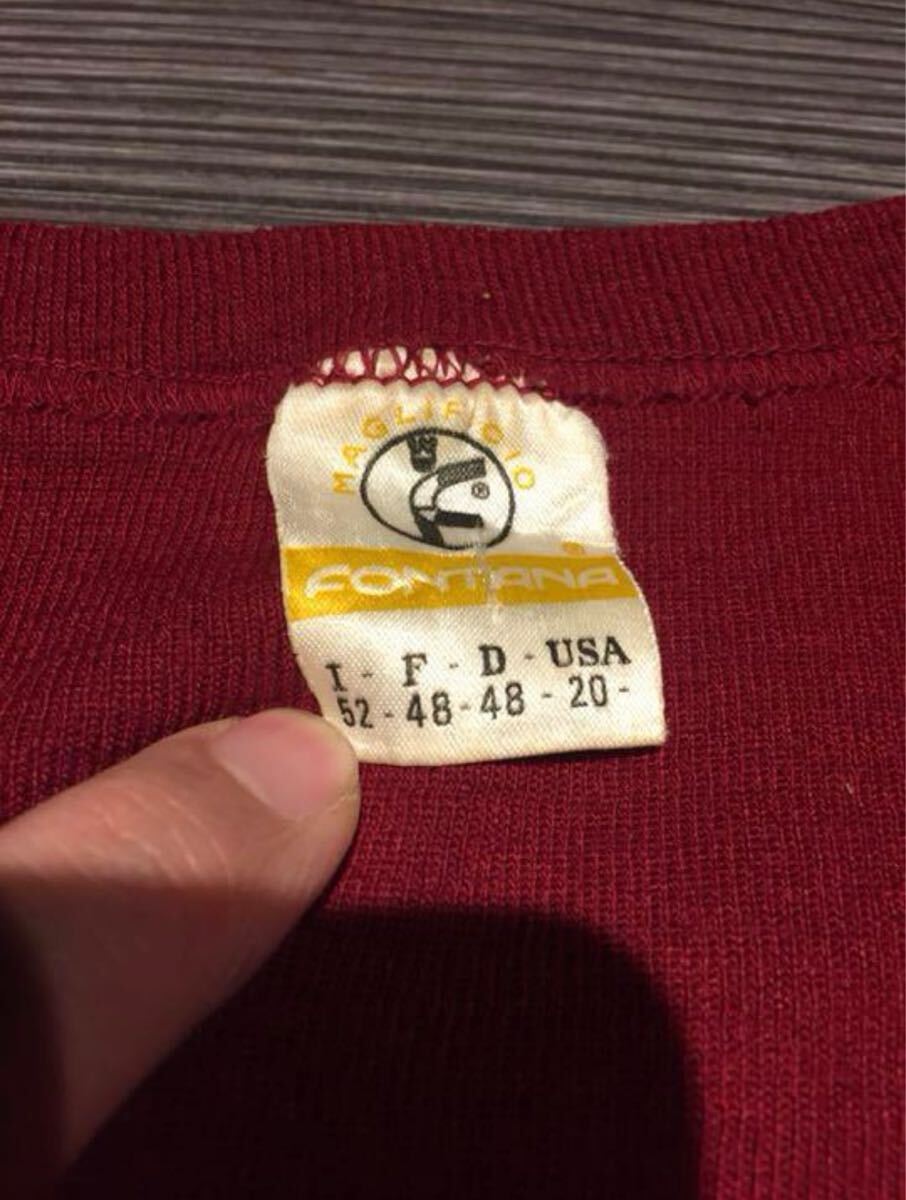 MAGLIFICIO
®
FONTANA ®
I - F - D - USA
52 - 48 - 48 - 20 -